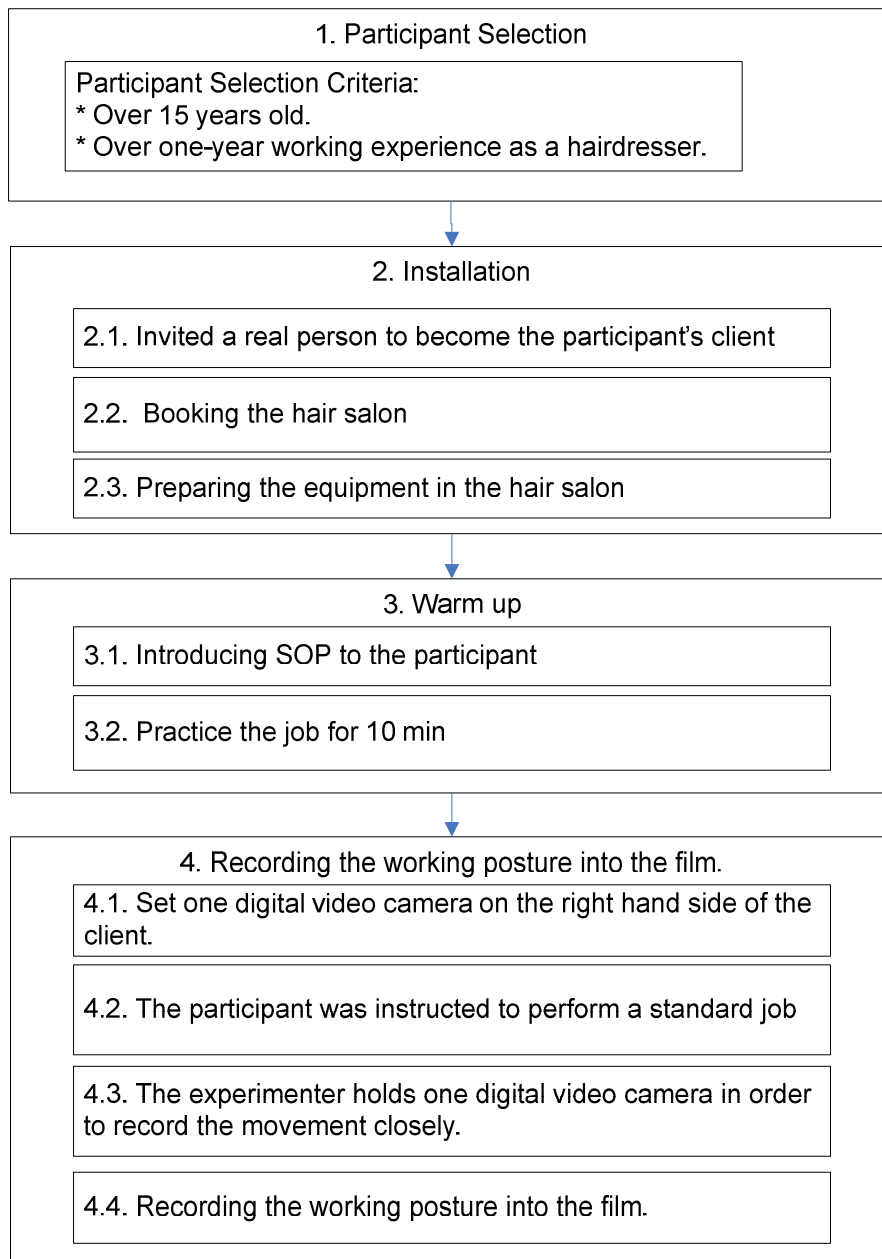 1. Participant Selection
Participant Selection Criteria:
* Over 15 years old.
* Over one-year working experience as a hairdresser.
2. Installation
2.1. Invited a real person to become the participant’s client
2.2. Booking the hair salon
2.3. Preparing the equipment in the hair salon
3. Warm up
3.1. Introducing SOP to the participant
3.2. Practice the job for 10 min
4. Recording the working posture into the film.
4.1. Set one digital video camera on the right hand side of the
client.
4.2. The participant was instructed to perform a standard job
4.3. The experimenter holds one digital video camera in order
to record the movement closely.
4.4. Recording the working posture into the film.